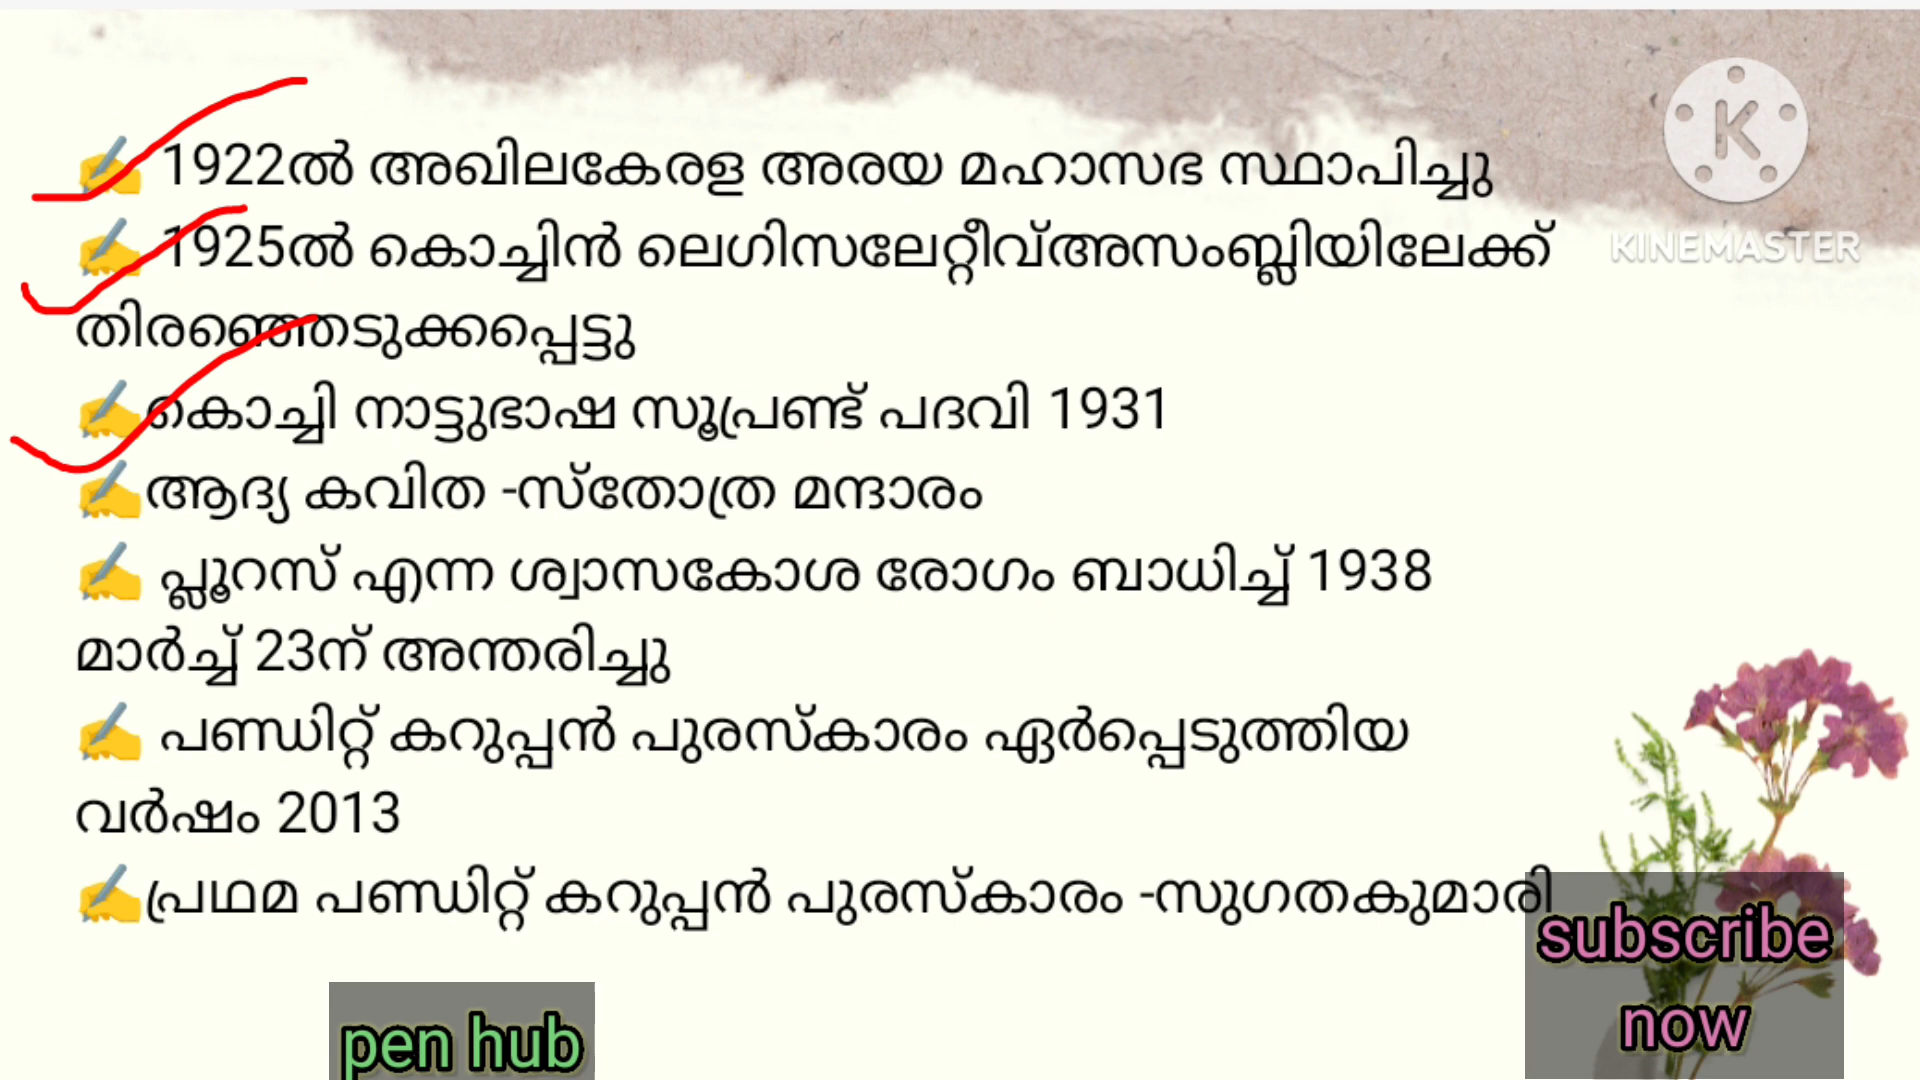 ✍️ 1922ൽ അഖിലകേരള അരയ മഹാസഭ സ്ഥാപിച്ചു
✍️ 1925ൽ കൊച്ചിൻ ലെഗിസലേറ്റീവ്അസംബ്ലിയിലേക്ക്
തിരഞ്ഞെടുക്കപ്പെട്ടു
✍️കൊച്ചി നാട്ടുഭാഷ സൂപ്രണ്ട് പദവി 1931
✍️ആദ്യ കവിത -സ്തോത്ര മന്ദാരം
✍️ പ്ലൂറസ് എന്ന ശ്വാസകോശ രോഗം ബാധിച്ച് 1938
മാർച്ച് 23ന് അന്തരിച്ചു
✍️ പണ്ഡിറ്റ് കറുപ്പൻ പുരസ്കാരം ഏർപ്പെടുത്തിയ
വർഷം 2013
✍️പ്രഥമ പണ്ഡിറ്റ് കറുപ്പൻ പുരസ്കാരം -സുഗതകുമാരി
K
KINEMASTER
subscribe
now
pen hub